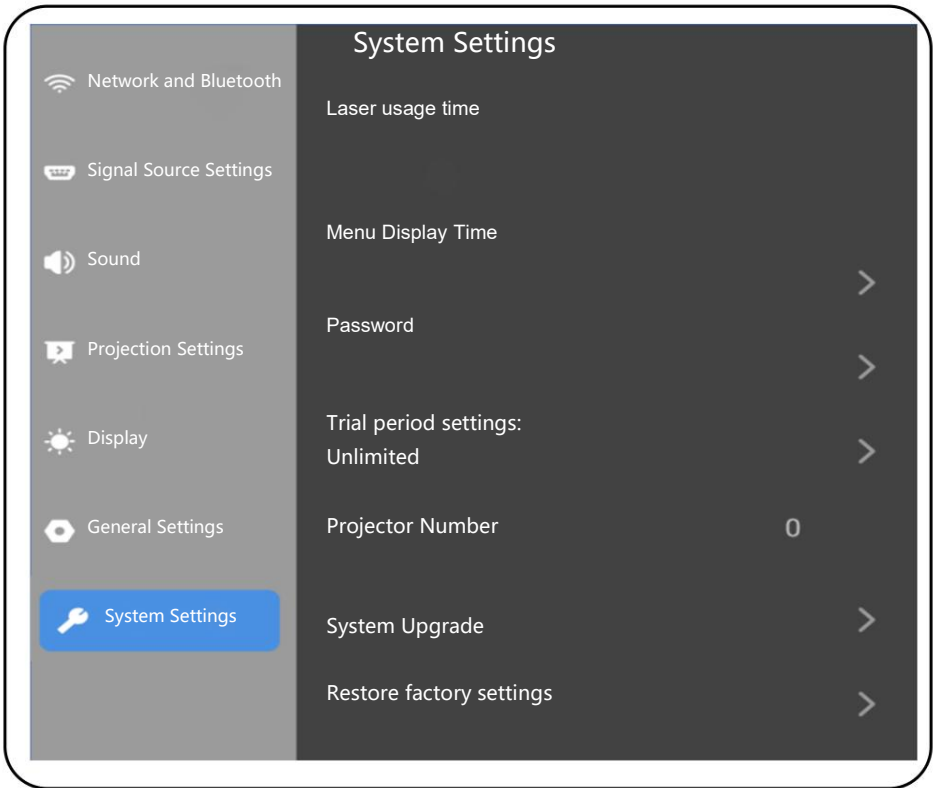 Network and Bluetooth
Signal Source Settings
Sound
Projection Settings
Display
General Settings
System Settings
System Settings
Laser usage time
Menu Display Time
Password
Trial period settings:
Unlimited
Projector Number 0
System Upgrade
Restore factory settings